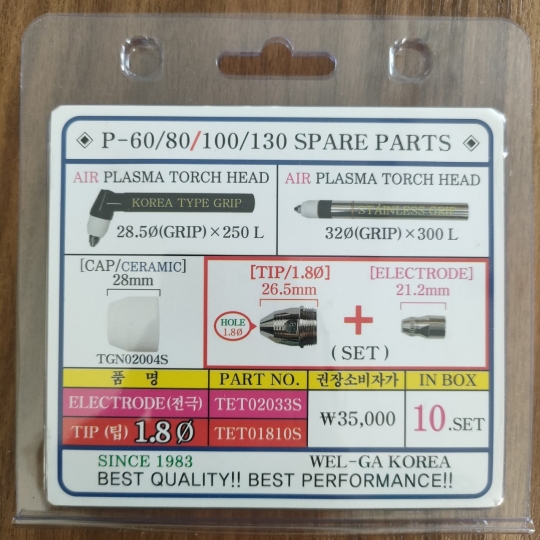 ◈ P-60/80/100/130 SPARE PARTS ◈
AIR PLASMA TORCH HEAD
KOREA TYPE GRIP
28.5Ø(GRIP)×250 L
AIR PLASMA TORCH HEAD
STAINLESS GRIP
32Ø(GRIP)×300 L
[CAP/CERAMIC]
28mm
TGN02004S
[TIP/1.8Ø]
26.5mm
HOLE
1.8Ø
+
[ELECTRODE]
21.2mm
(SET)
품 명 PART NO. 권장소비자가 IN BOX
ELECTRODE(전극) TET02033S ₩35,000 10.SET
TIP (팁) 1.8 Ø TET01810S
SINCE 1983 WEL-GA KOREA
BEST QUALITY!! BEST PERFORMANCE!!